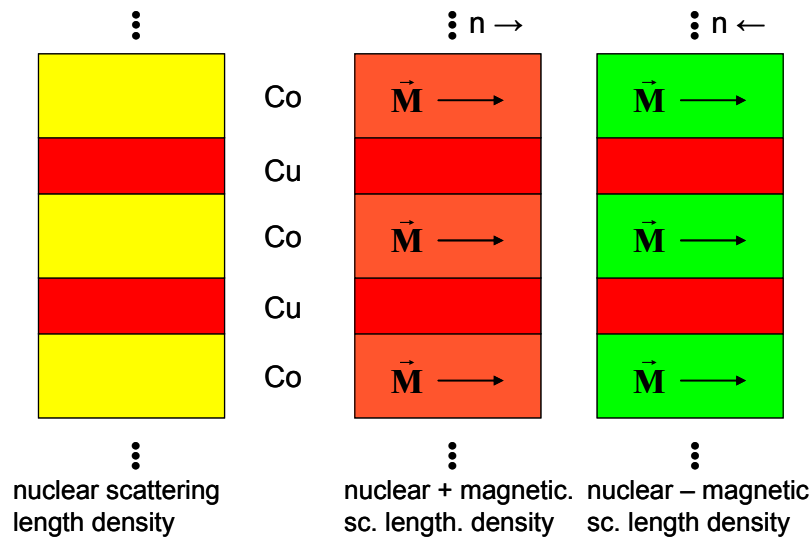 n →
n ←
Co
M
M
Cu
Co
M
M
Cu
Co
M
M
nuclear scattering
length density
nuclear + magnetic.
sc. length. density
nuclear – magnetic
sc. length density